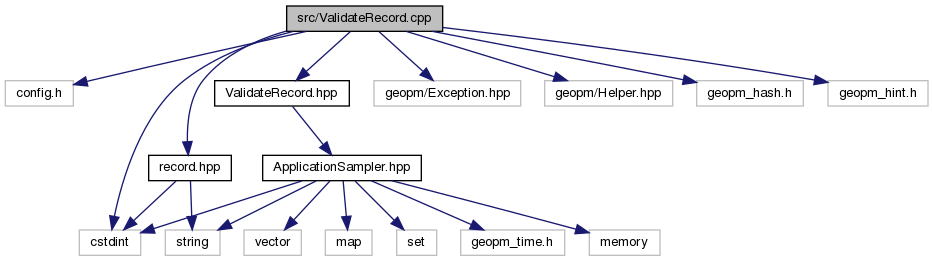 src/ValidateRecord.cpp
config.h
ValidateRecord.hpp
geopm/Exception.hpp
geopm/Helper.hpp
geopm_hash.h
geopm_hint.h
record.hpp
ApplicationSampler.hpp
cstdint
string
vector
map
set
geopm_time.h
memory